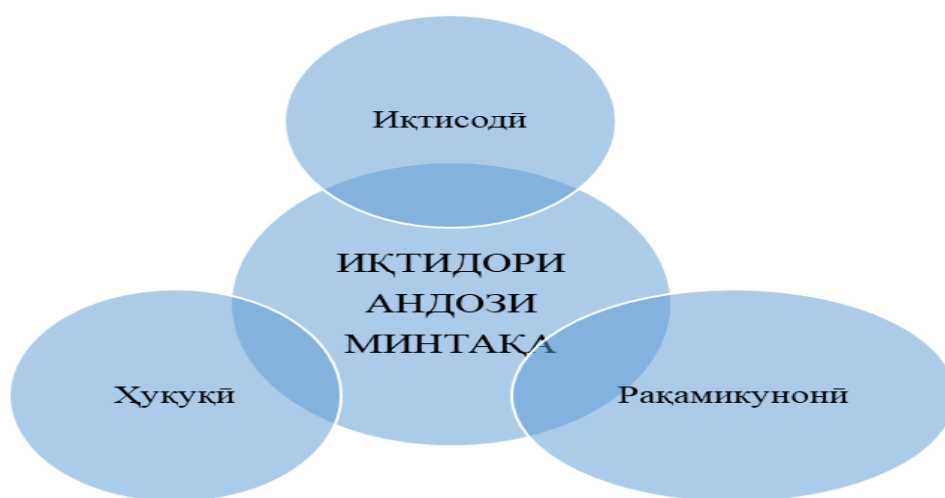 Иқтисодӣ
ИҚТИДОРИ
АНДОЗИ
МИНТАҚА
Ҳуқуқӣ
Рақамикунонӣ